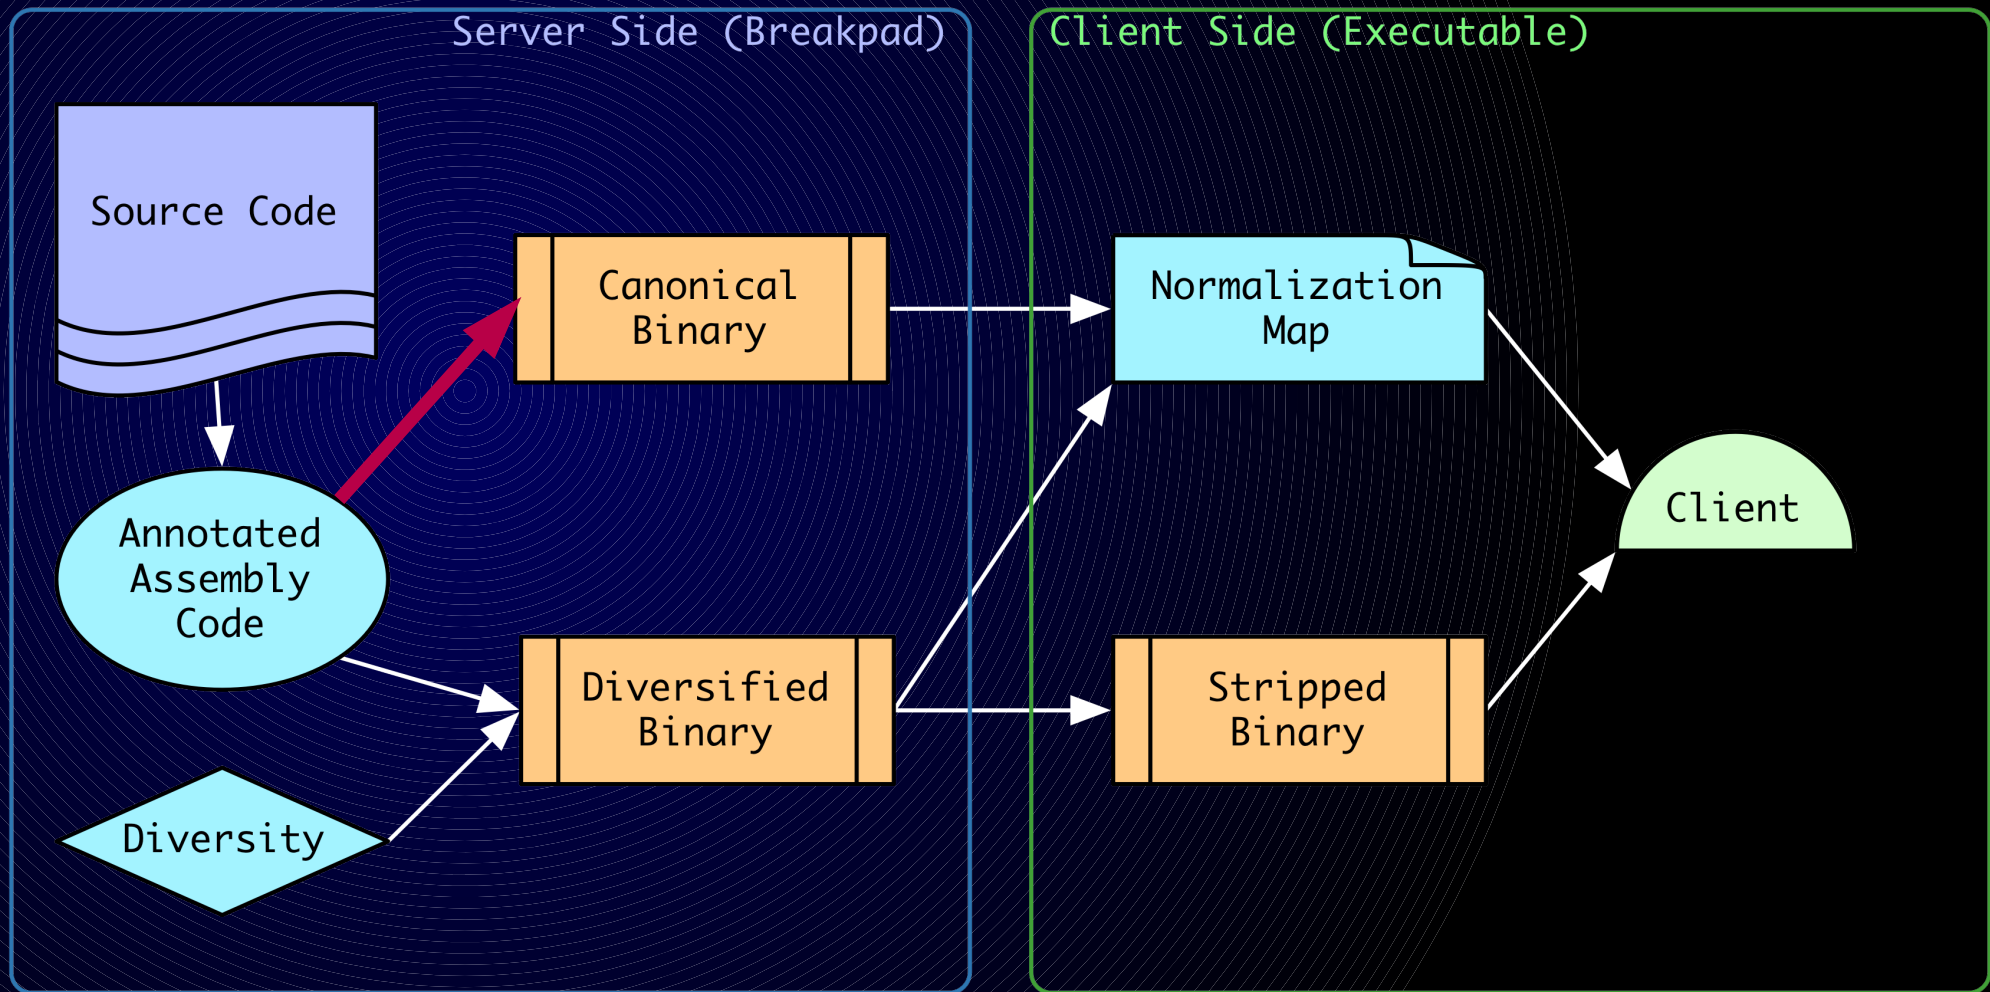 Server Side (Breakpad)
Client Side (Executable)
Source Code
Canonical
Binary
Normalization
Map
Annotated
Assembly
Code
Client
Diversified
Binary
Stripped
Binary
Diversity